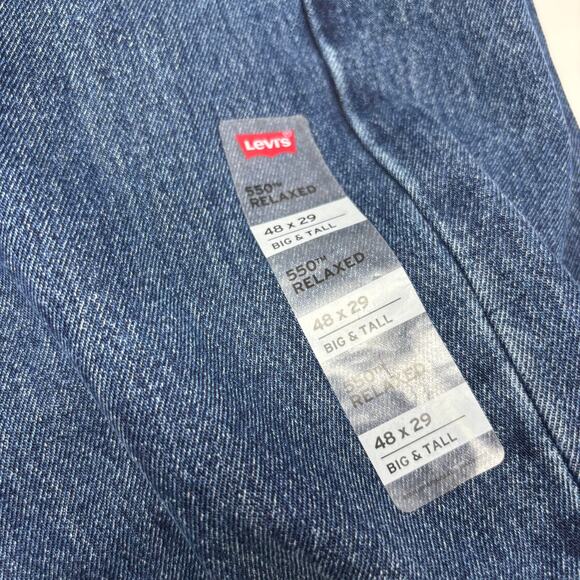 Levi's
550™
RELAXED
48 x 29
BIG & TALL
550™
RELAXED
48 x 29
BIG & TALL
550™
RELAXED
48 x 29
BIG & TALL